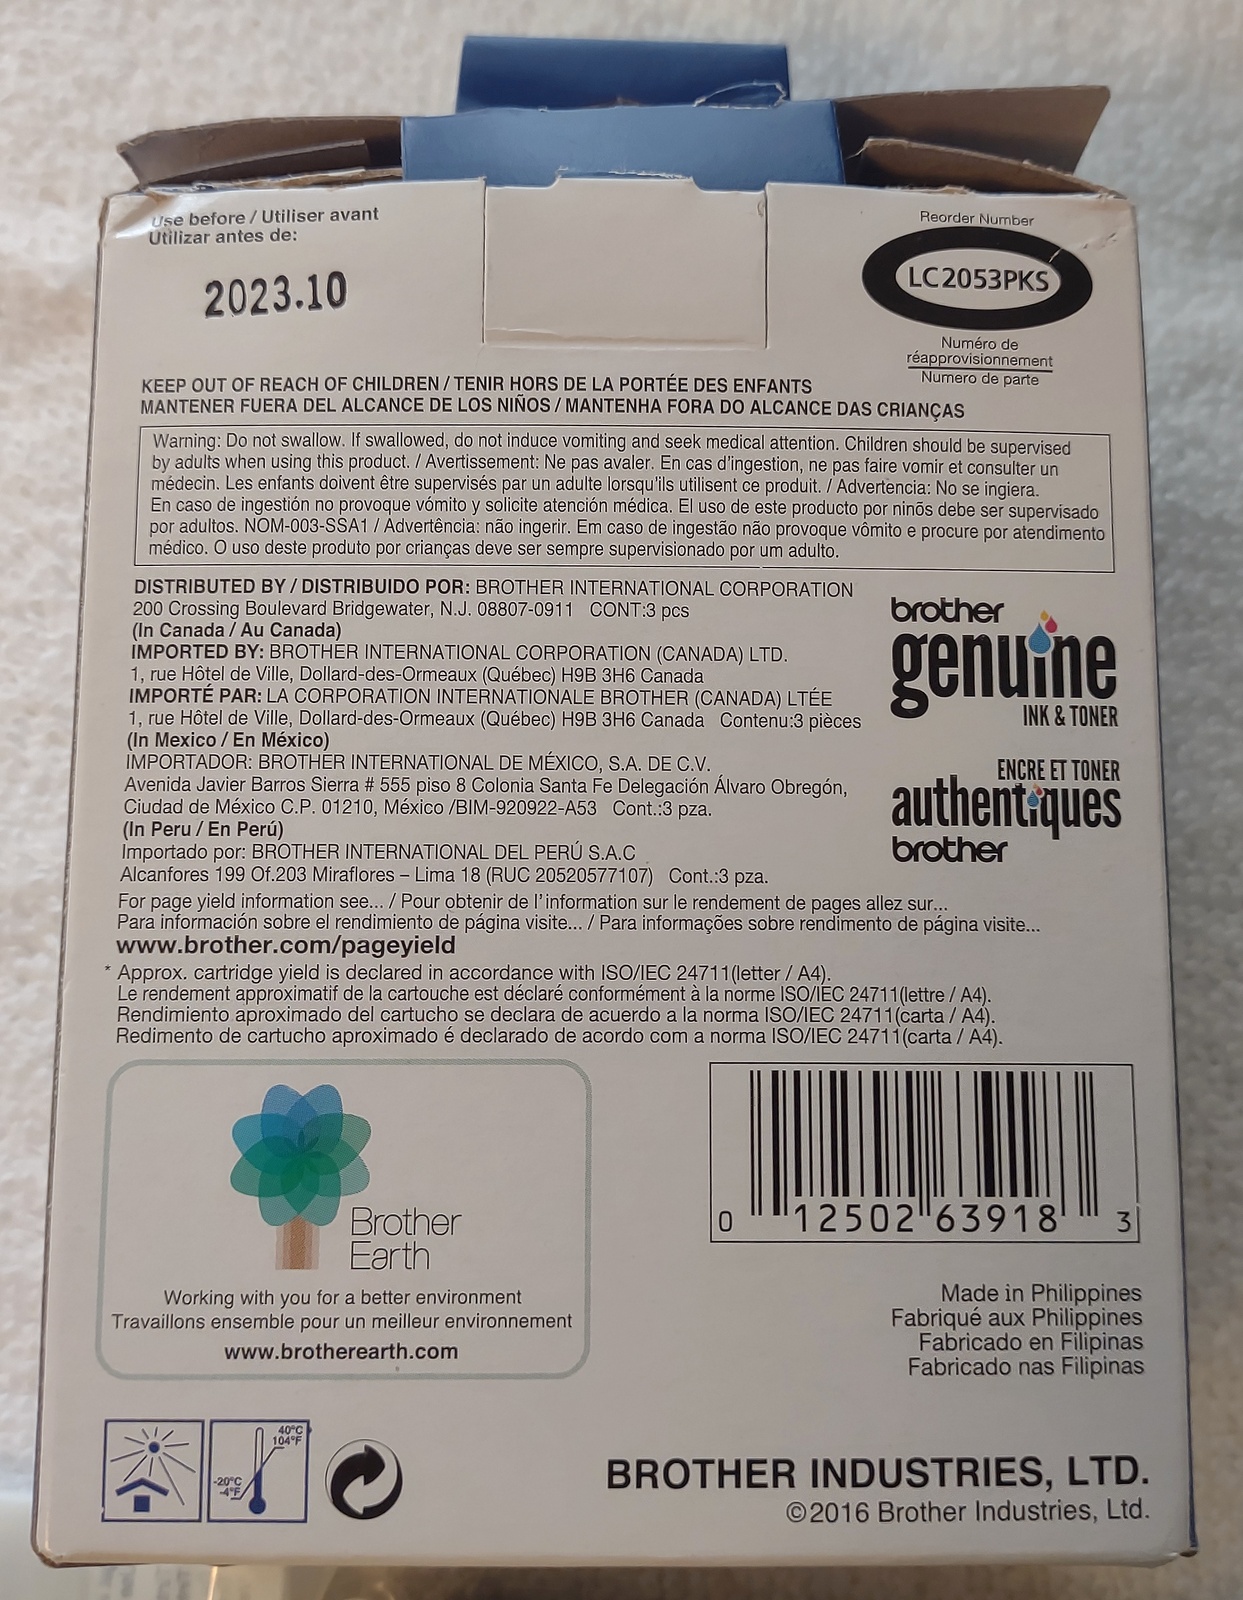 Use before / Utiliser avant
Utilizar antes de:
2023.10
Reorder Number
LC2053PKS
Numéro de
réapprovisionnement
Numero de parte
KEEP OUT OF REACH OF CHILDREN / TENIR HORS DE LA PORTÉE DES ENFANTS
MANTENER FUERA DEL ALCANCE DE LOS NIÑOS / MANTENHA FORA DO ALCANCE DAS CRIANÇAS
Warning: Do not swallow. If swallowed, do not induce vomiting and seek medical attention. Children should be supervised
by adults when using this product. / Avertissement: Ne pas avaler. En cas d'ingestion, ne pas faire vomir et consulter un
médecin. Les enfants doivent être supervisés par un adulte lorsqu'ils utilisent ce produit. / Advertencia: No se ingiera.
En caso de ingestión no provoque vómito y solicite atención médica. El uso de este producto por ninõs debe ser supervisado
por adultos. NOM-003-SSA1 / Advertência: não ingerir. Em caso de ingestão não provoque vômito e procure por atendimento
médico. O uso deste produto por crianças deve ser sempre supervisionado por um adulto.
DISTRIBUTED BY / DISTRIBUIDO POR: BROTHER INTERNATIONAL CORPORATION
200 Crossing Boulevard Bridgewater, N.J. 08807-0911 CONT:3 pcs
(In Canada / Au Canada)
IMPORTED BY: BROTHER INTERNATIONAL CORPORATION (CANADA) LTD.
1, rue Hôtel de Ville, Dollard-des-Ormeaux (Québec) H9B 3H6 Canada
IMPORTÉ PAR: LA CORPORATION INTERNATIONALE BROTHER (CANADA) LTÉE
1, rue Hôtel de Ville, Dollard-des-Ormeaux (Québec) H9B 3H6 Canada Contenu:3 pièces
(In Mexico / En México)
IMPORTADOR: BROTHER INTERNATIONAL DE MÉXICO, S.A. DE C.V.
Avenida Javier Barros Sierra # 555 piso 8 Colonia Santa Fe Delegación Álvaro Obregón,
Ciudad de México C.P. 01210, México /BIM-920922-A53 Cont.:3 pza.
(In Peru / En Perú)
Importado por: BROTHER INTERNATIONAL DEL PERÚ S.A.C
Alcanfores 199 Of.203 Miraflores – Lima 18 (RUC 20520577107) Cont.:3 pza.
brother
genuine
INK & TONER
ENCRE ET TONER
authentiques
brother
For page yield information see... / Pour obtenir de l'information sur le rendement de pages allez sur...
Para información sobre el rendimiento de página visite... / Para informações sobre rendimento de página visite...
www.brother.com/pageyield
* Approx. cartridge yield is declared in accordance with ISO/IEC 24711(letter / A4).
Le rendement approximatif de la cartouche est déclaré conformément à la norme ISO/IEC 24711(lettre / A4).
Rendimiento aproximado del cartucho se declara de acuerdo a la norma ISO/IEC 24711(carta / A4).
Redimento de cartucho aproximado é declarado de acordo com a norma ISO/IEC 24711(carta / A4).
Brother
Earth
Working with you for a better environment
Travaillons ensemble pour un meilleur environnement
www.brotherearth.com
0 12502 63918 3
Made in Philippines
Fabriqué aux Philippines
Fabricado en Filipinas
Fabricado nas Filipinas
40°C
104°F
-20°C
-4°F
BROTHER INDUSTRIES, LTD.
©2016 Brother Industries, Ltd.